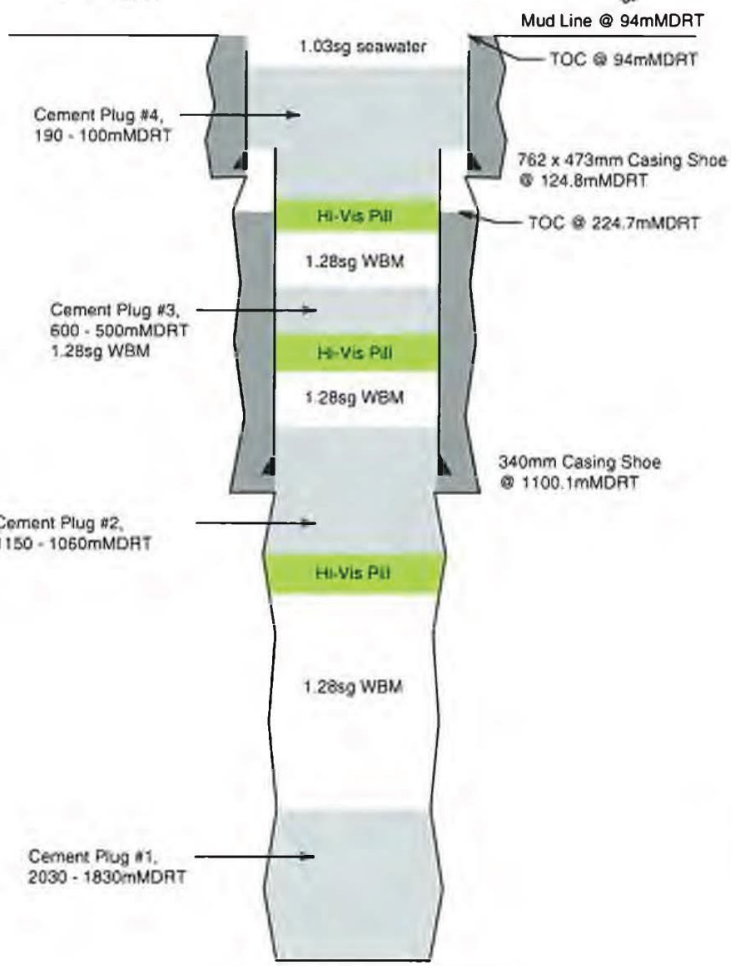 Mud Line @ 94mMDRT
1.03sg seawater
TOC @ 94mMDRT
Cement Plug #4,
190 - 100mMDRT
762 x 473mm Casing Shoe
@ 124.8mMDRT
Hi-Vis Pill
TOC @ 224.7mMDRT
1.28sg WBM
Cement Plug #3,
600 - 500mMDRT
1.28sg WBM
Hi-Vis Pill
1.28sg WBM
340mm Casing Shoe
@ 1100.1mMDRT
Cement Plug #2,
1150 - 1060mMDRT
Hi-Vis Pill
1.28sg WBM
Cement Plug #1,
2030 - 1830mMDRT